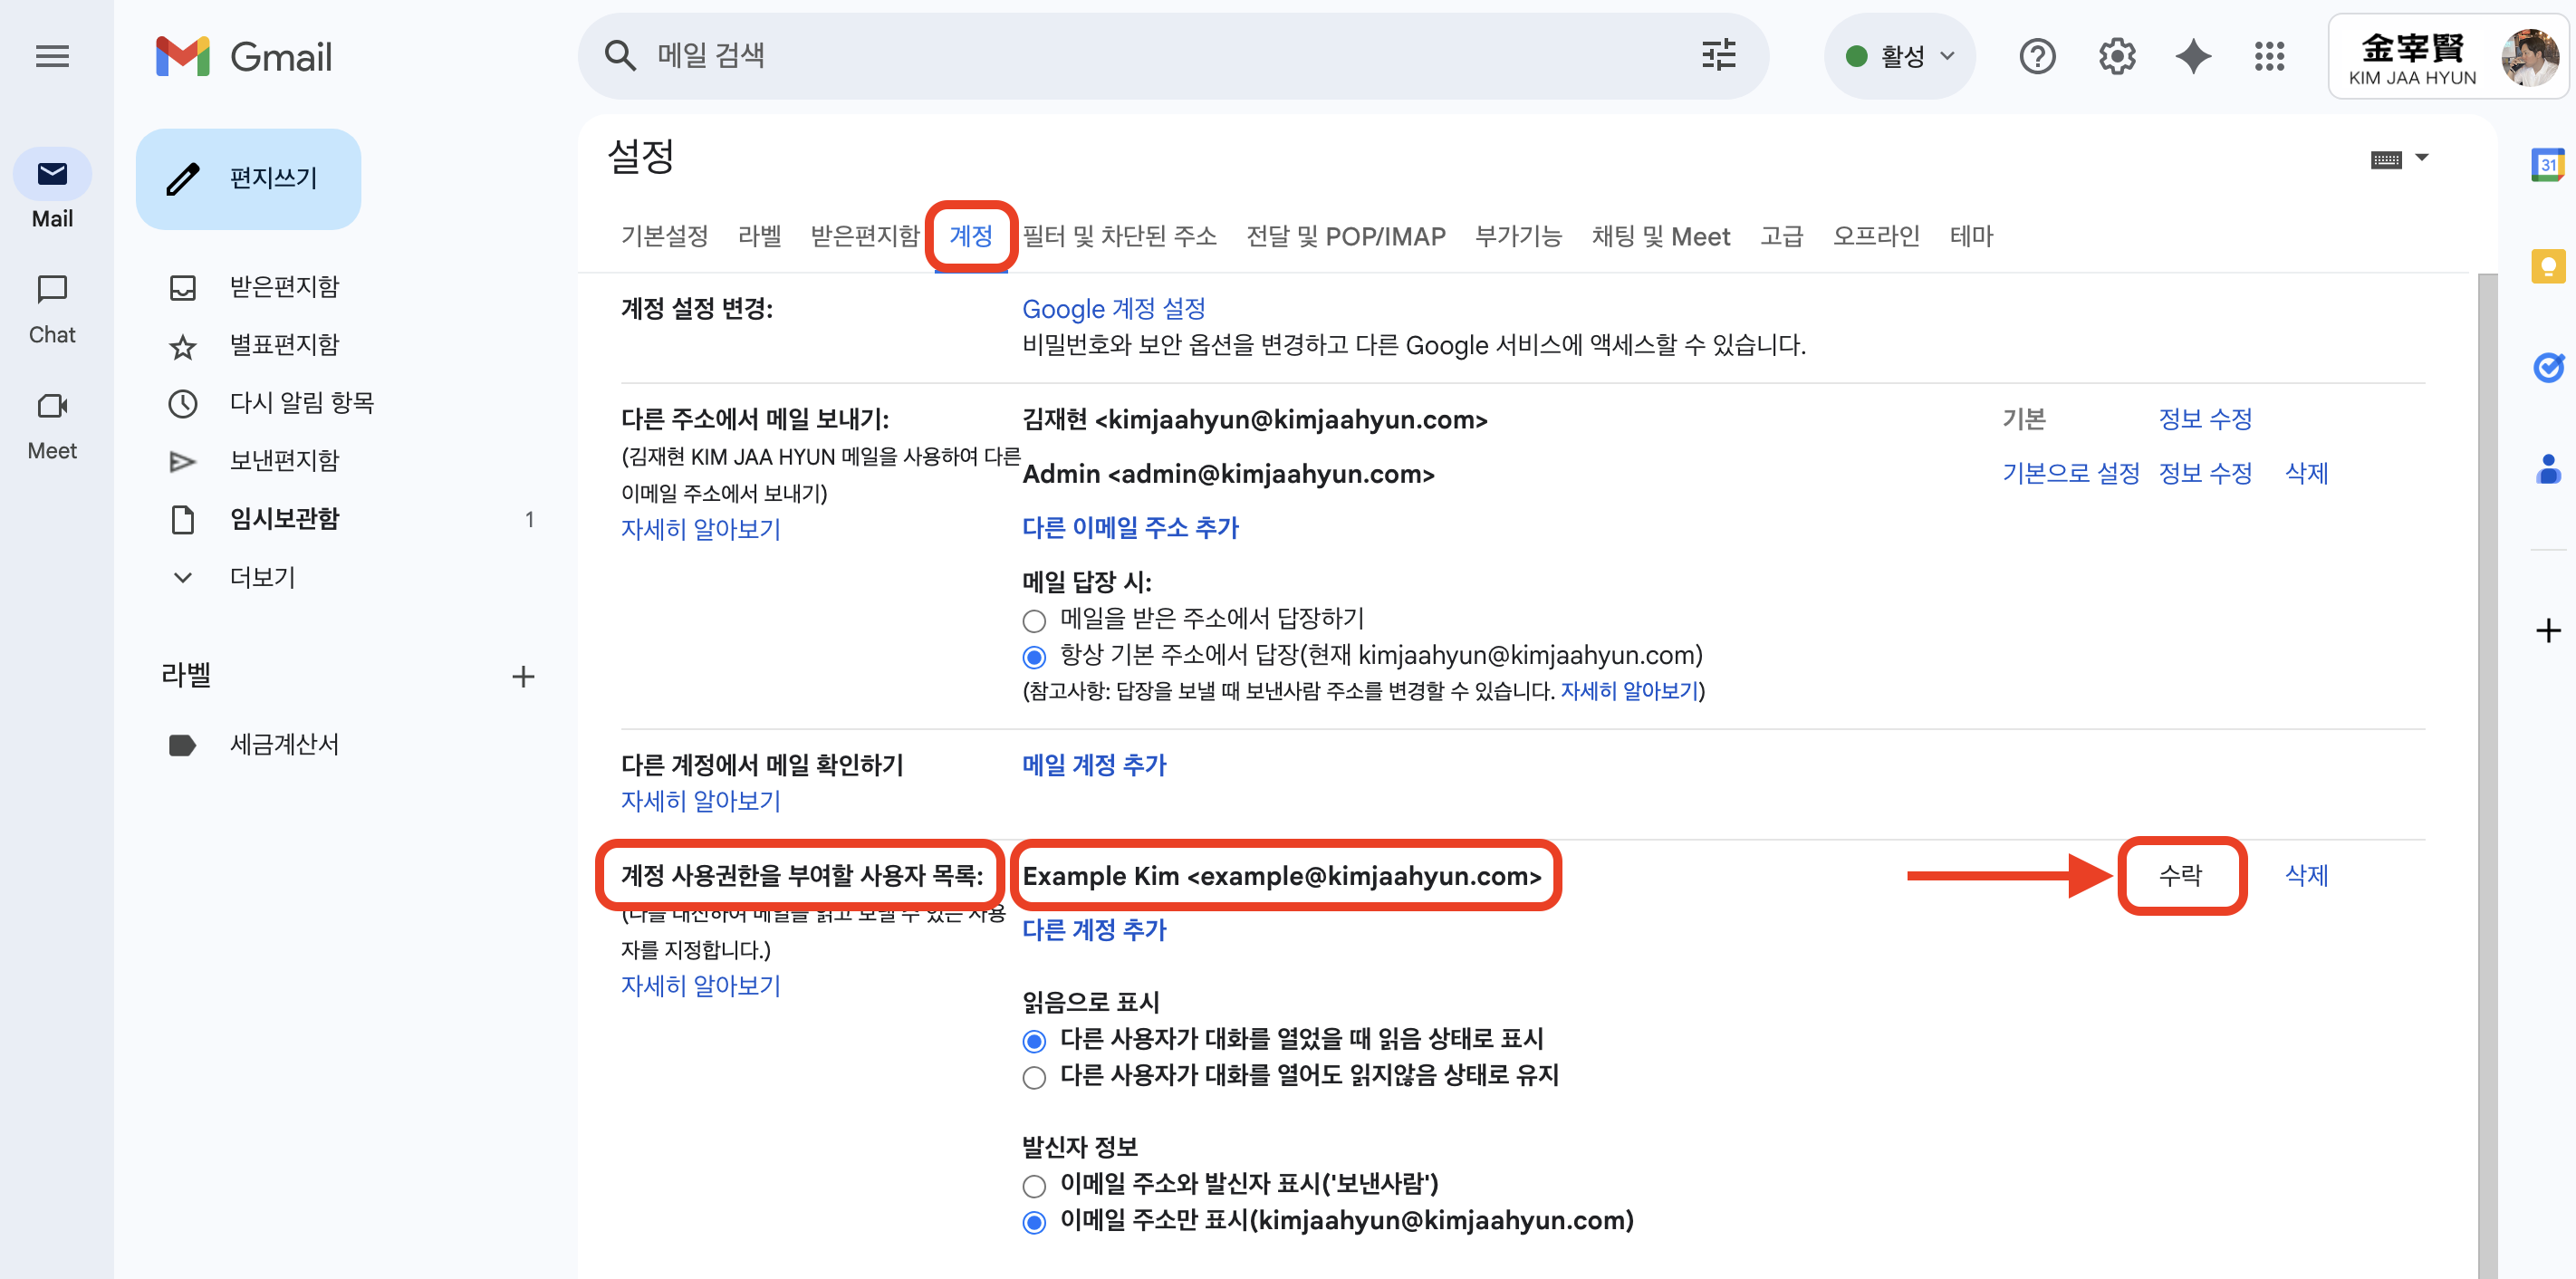 Gmail
메일 검색
활성
金宰賢
KIM JAA HYUN
Mail
Chat
Meet
편지쓰기
받은편지함
별표편지함
다시 알림 항목
보낸편지함
임시보관함 1
더보기
라벨
세금계산서
설정
기본설정 라벨 받은편지함 계정 필터 및 차단된 주소 전달 및 POP/IMAP 부가기능 채팅 및 Meet 고급 오프라인 테마
계정 설정 변경:
Google 계정 설정
비밀번호와 보안 옵션을 변경하고 다른 Google 서비스에 액세스할 수 있습니다.
다른 주소에서 메일 보내기:
(김재현 KIM JAA HYUN 메일을 사용하여 다른
이메일 주소에서 보내기)
자세히 알아보기
김재현 <kimjaahyun@kimjaahyun.com> 기본 정보 수정
Admin <admin@kimjaahyun.com> 기본으로 설정 정보 수정 삭제
다른 이메일 주소 추가
메일 답장 시:
메일을 받은 주소에서 답장하기
항상 기본 주소에서 답장(현재 kimjaahyun@kimjaahyun.com)
(참고사항: 답장을 보낼 때 보낸사람 주소를 변경할 수 있습니다. 자세히 알아보기)
다른 계정에서 메일 확인하기
자세히 알아보기
메일 계정 추가
계정 사용권한을 부여할 사용자 목록:
(나를 대신하여 메일을 읽고 보낼 수 있는 사용
자를 지정합니다.)
자세히 알아보기
Example Kim <example@kimjaahyun.com> 수락 삭제
다른 계정 추가
읽음으로 표시
다른 사용자가 대화를 열었을 때 읽음 상태로 표시
다른 사용자가 대화를 열어도 읽지않음 상태로 유지
발신자 정보
이메일 주소와 발신자 표시('보낸사람')
이메일 주소만 표시(kimjaahyun@kimjaahyun.com)
31